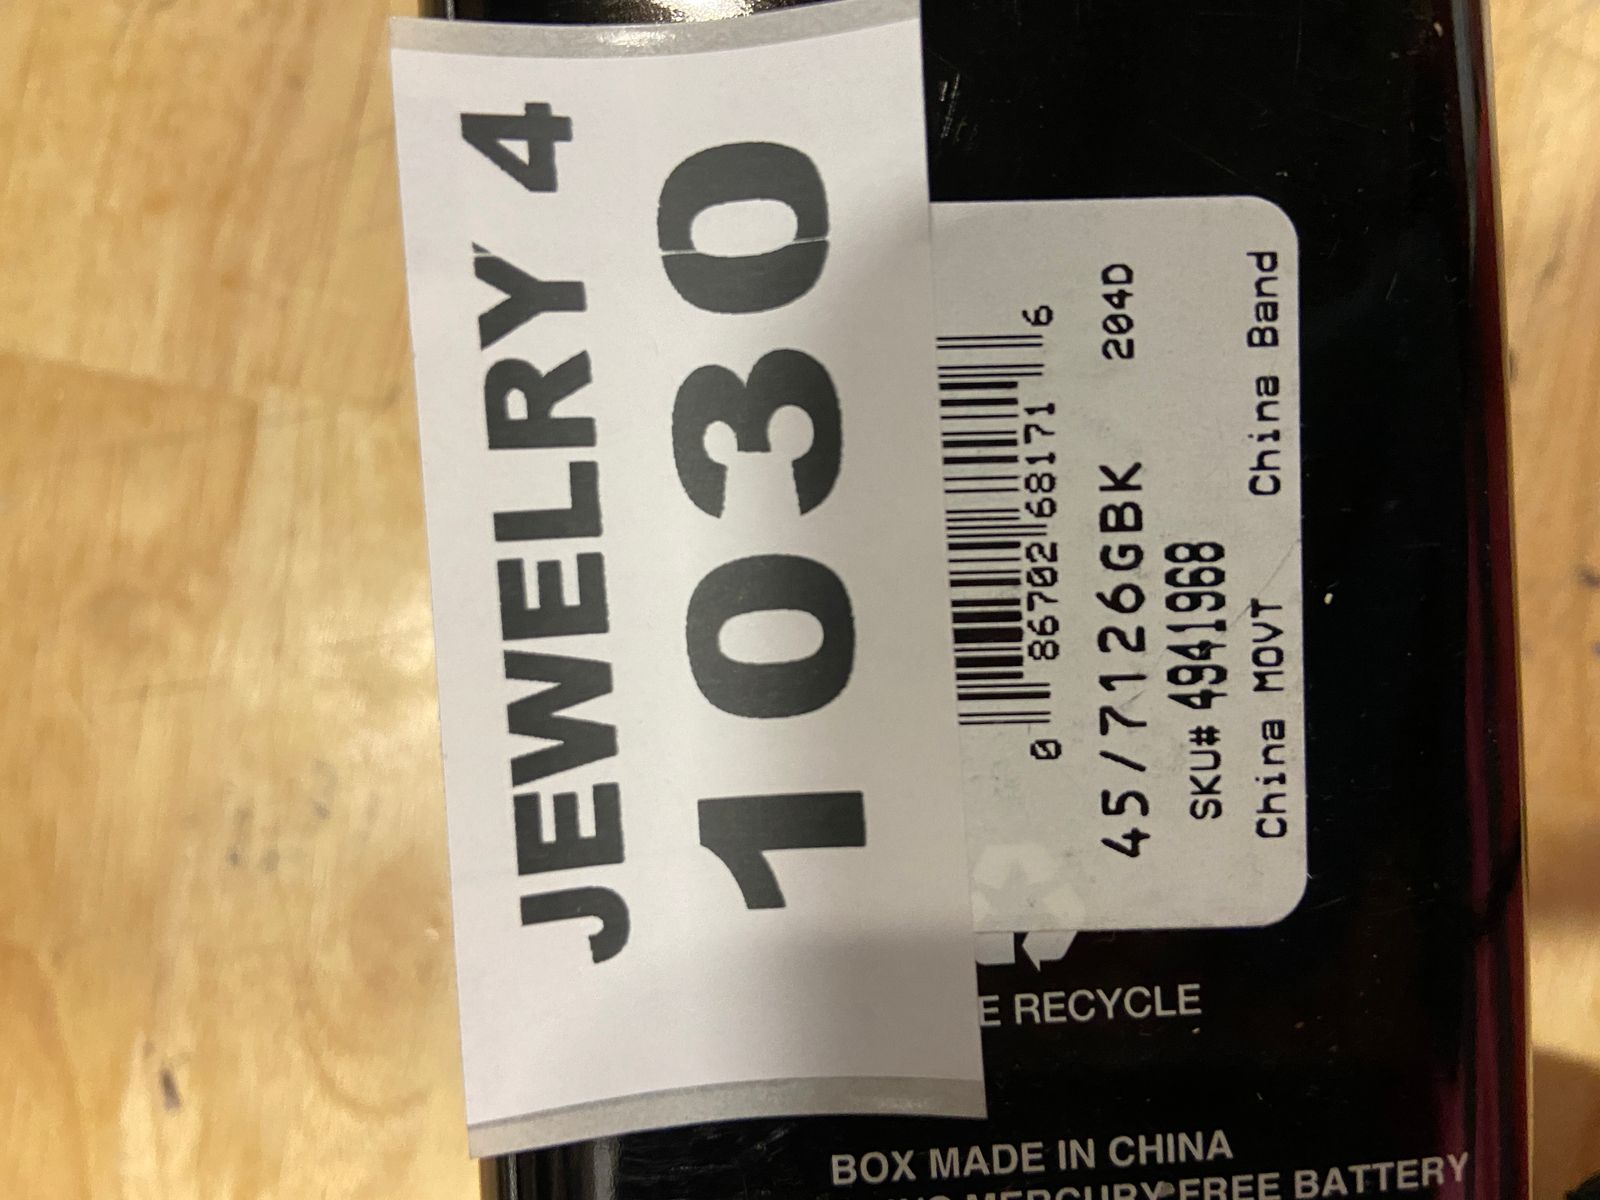 JEWELRY 4
1030
0 86702 68171 6
45/7126GBK 204D
SKU# 4941968
China MOVT China Band
RECYCLE
BOX MADE IN CHINA
MERCURY FREE BATTERY